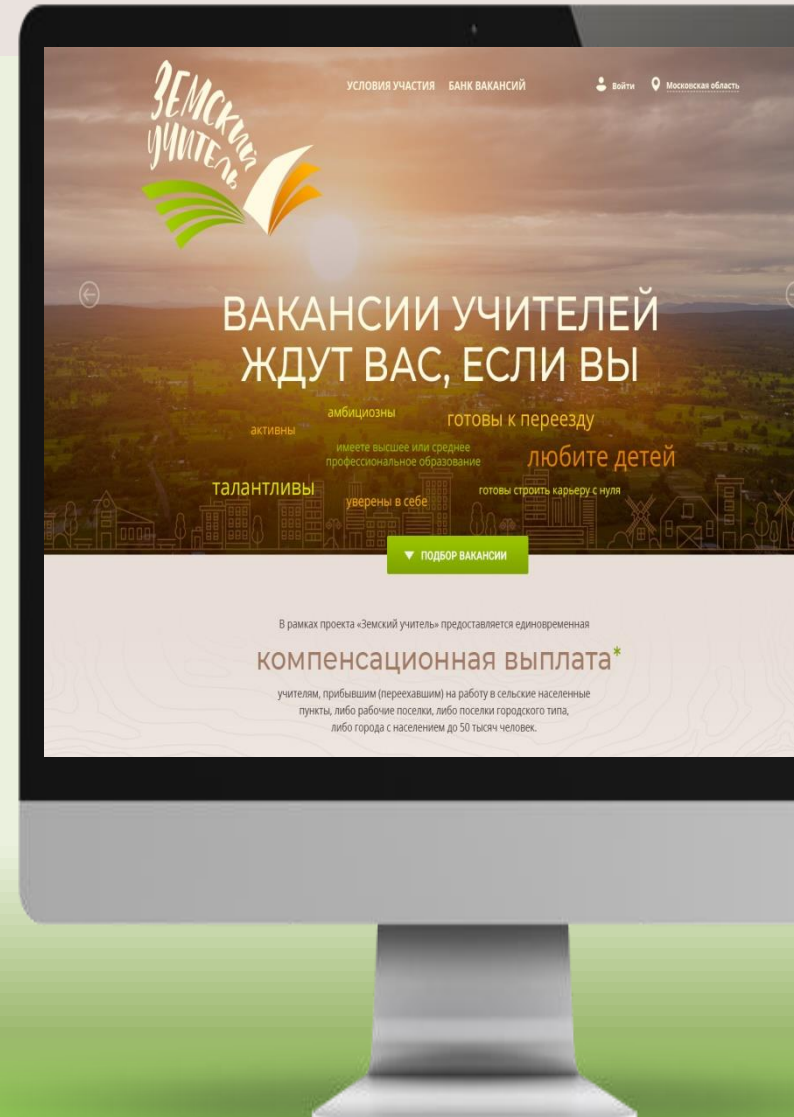 ЗЕМСКИЙ
УЧИТЕЛЬ
УСЛОВИЯ УЧАСТИЯ БАНК ВАКАНСИЙ Войти Московская область
ВАКАНСИИ УЧИТЕЛЕЙ
ЖДУТ ВАС, ЕСЛИ ВЫ
амбициозны
готовы к переезду
активны
имеете высшее или среднее
профессиональное образование
любите детей
талантливы
уверены в себе
готовы строить карьеру с нуля
ПОДБОР ВАКАНСИИ
В рамках проекта «Земский учитель» предоставляется единовременная
компенсационная выплата*
учителям, прибывшим (переехавшим) на работу в сельские населенные
пункты, либо рабочие поселки, либо поселки городского типа,
либо города с населением до 50 тысяч человек.